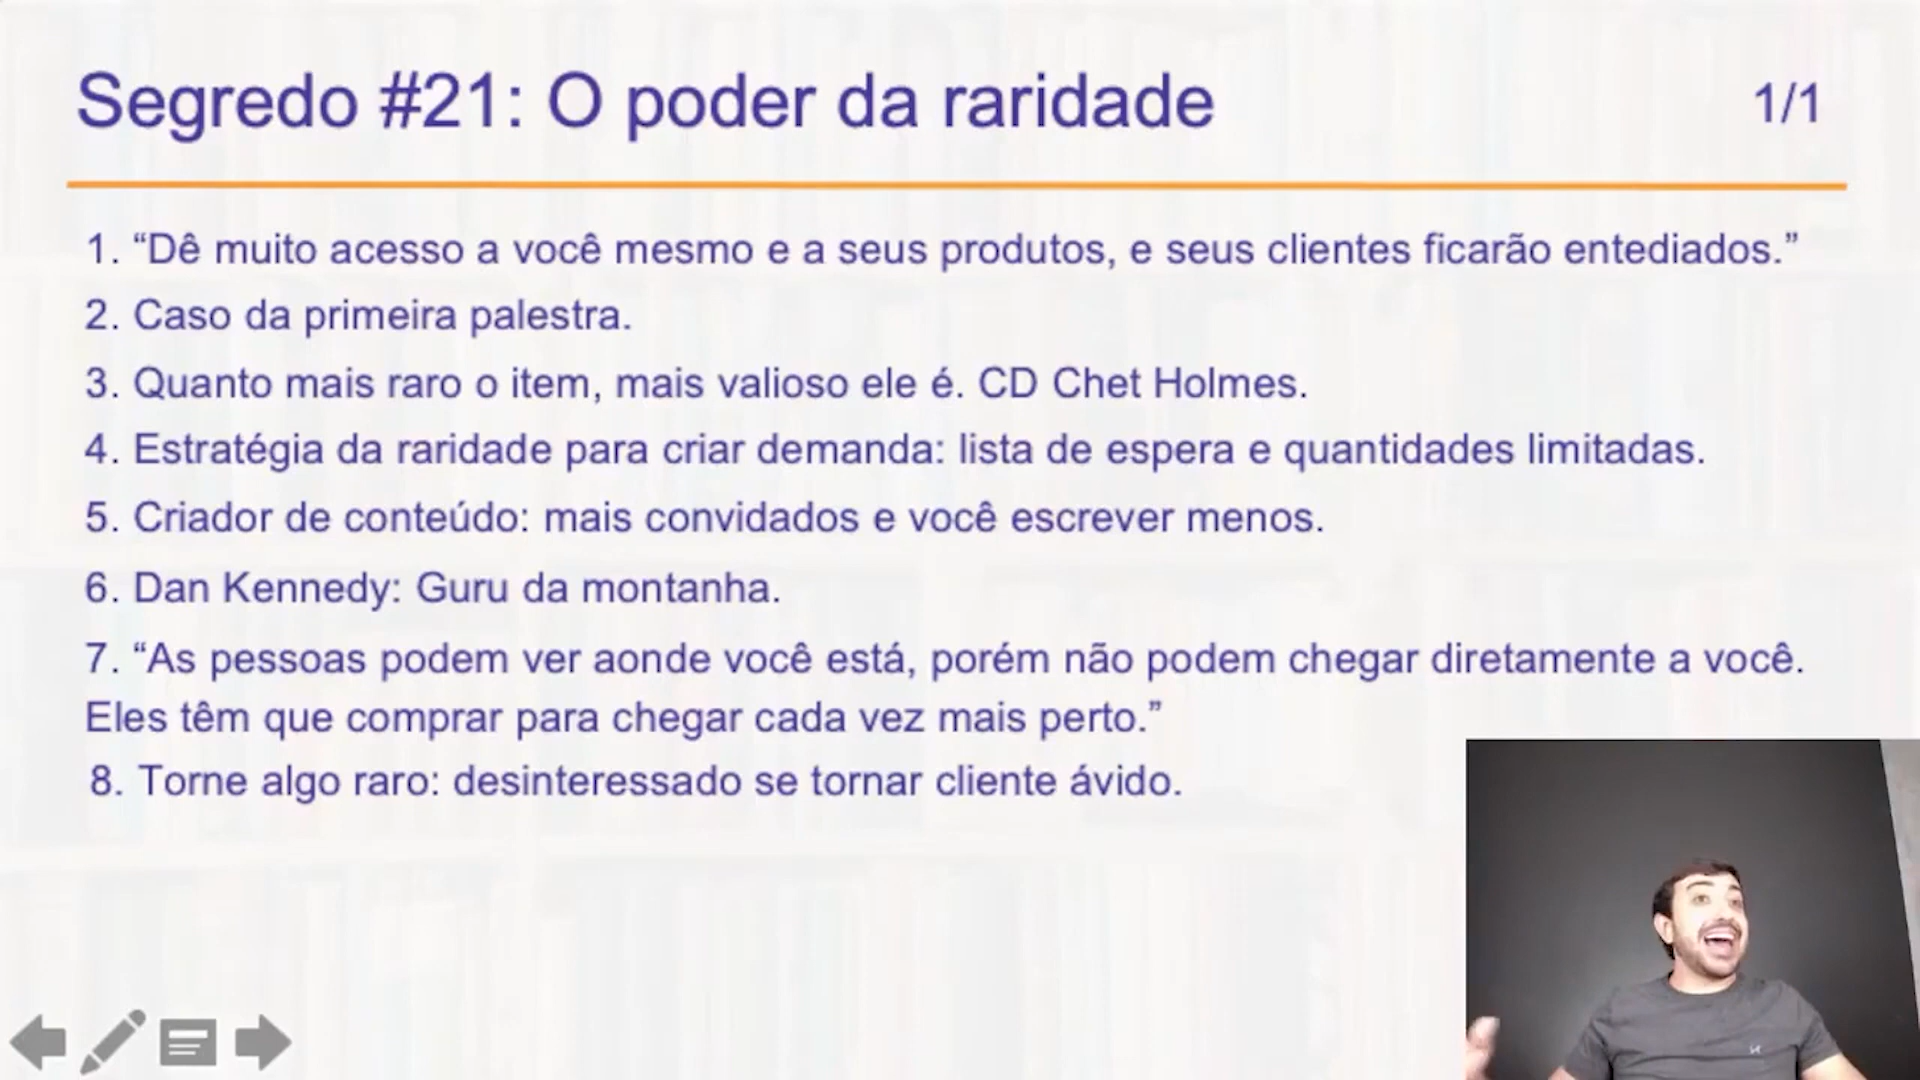 Segredo #21: O poder da raridade
1/1
1. “Dê muito acesso a você mesmo e a seus produtos, e seus clientes ficarão entediados.”
2. Caso da primeira palestra.
3. Quanto mais raro o item, mais valioso ele é. CD Chet Holmes.
4. Estratégia da raridade para criar demanda: lista de espera e quantidades limitadas.
5. Criador de conteúdo: mais convidados e você escrever menos.
6. Dan Kennedy: Guru da montanha.
7. “As pessoas podem ver aonde você está, porém não podem chegar diretamente a você.
Eles têm que comprar para chegar cada vez mais perto.”
8. Torne algo raro: desinteressado se tornar cliente ávido.